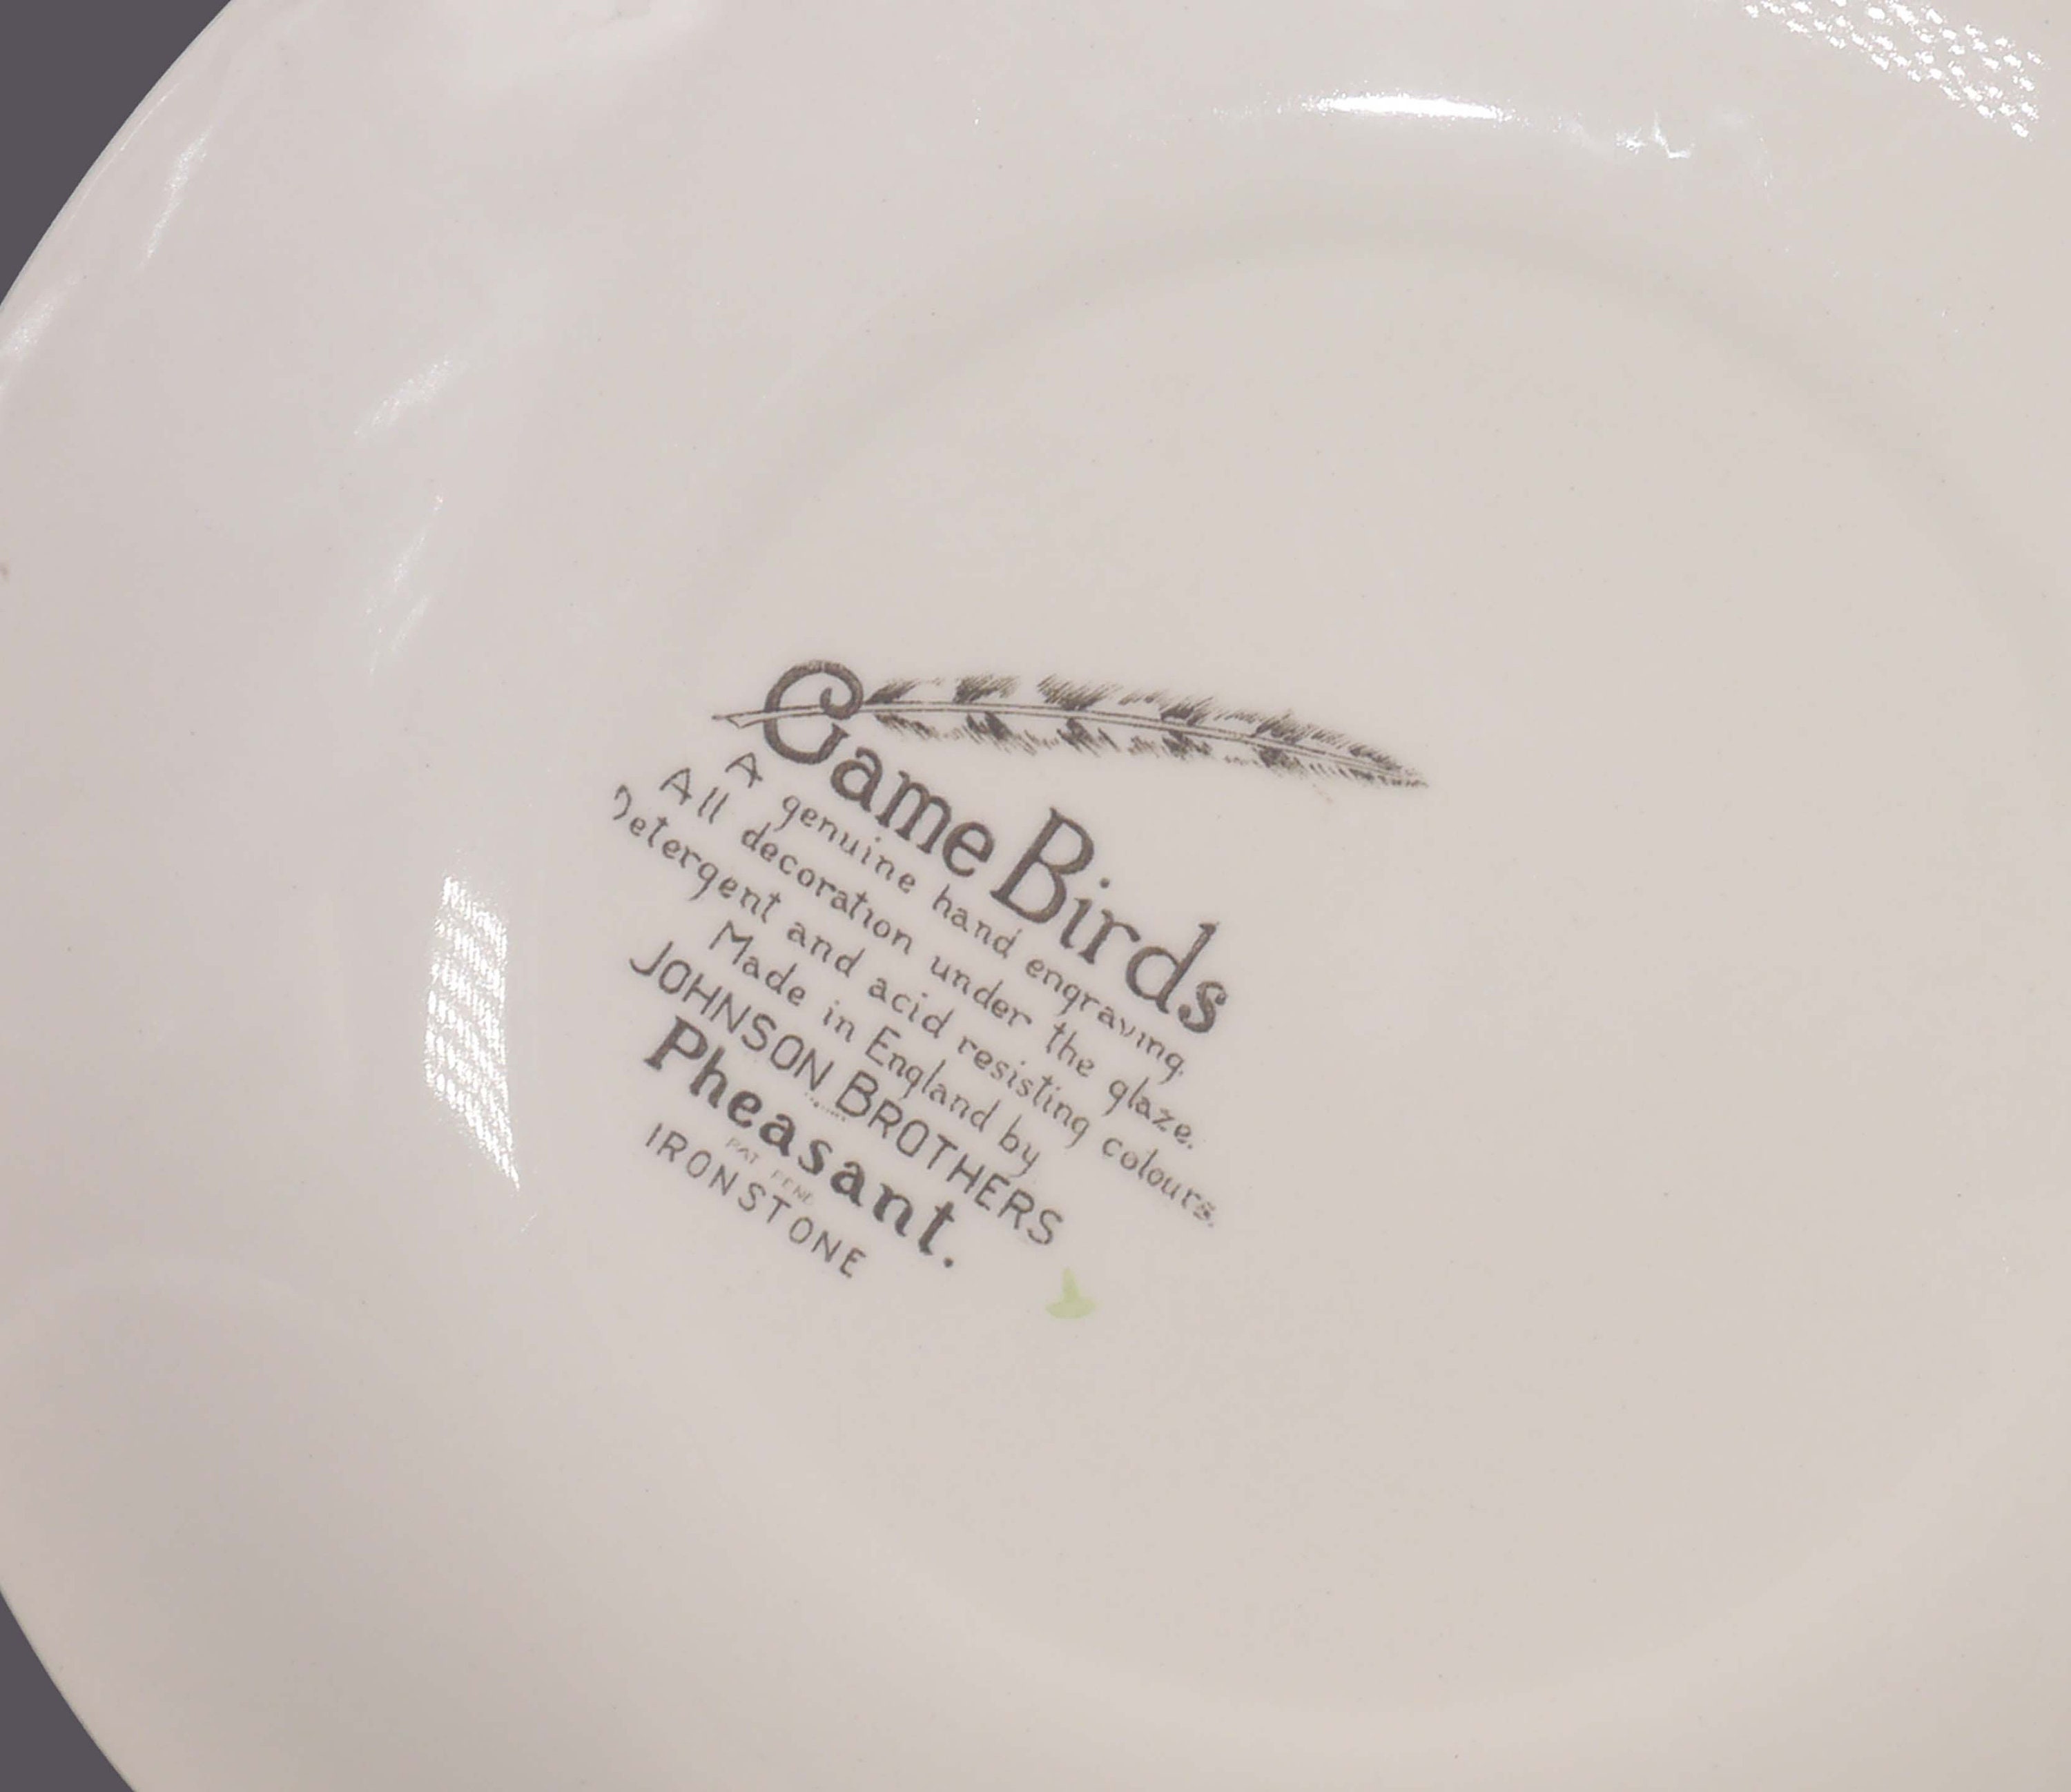 Game Birds
A genuine hand engraving.
All decoration under the glaze.
Detergent and acid resisting colours.
Made in England by
JOHNSON BROTHERS
Pheasant.
PAT PEND
IRONSTONE